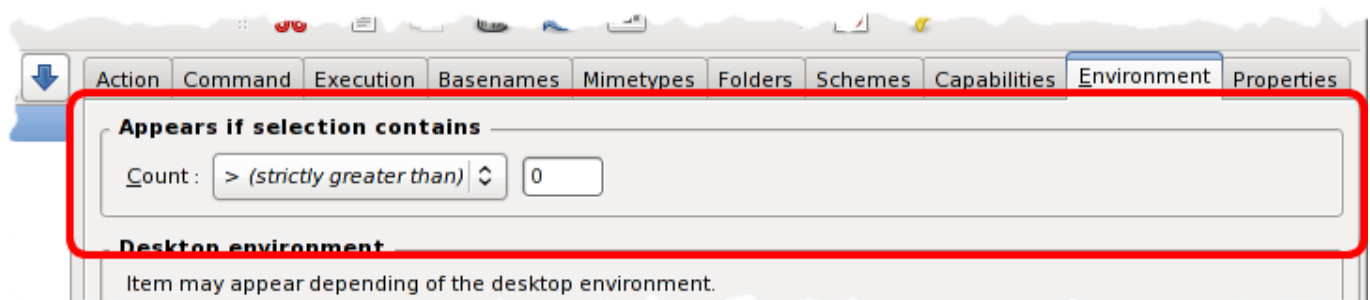 Action Command Execution Basenames Mimetypes Folders Schemes Capabilities Environment Properties
Appears if selection contains
Count : > (strictly greater than) 0
Desktop environment
Item may appear depending of the desktop environment.